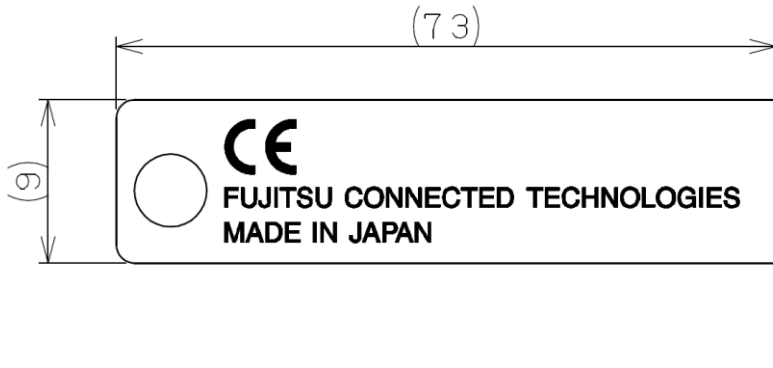 (73)
(9)
CE
FUJITSU CONNECTED TECHNOLOGIES
MADE IN JAPAN